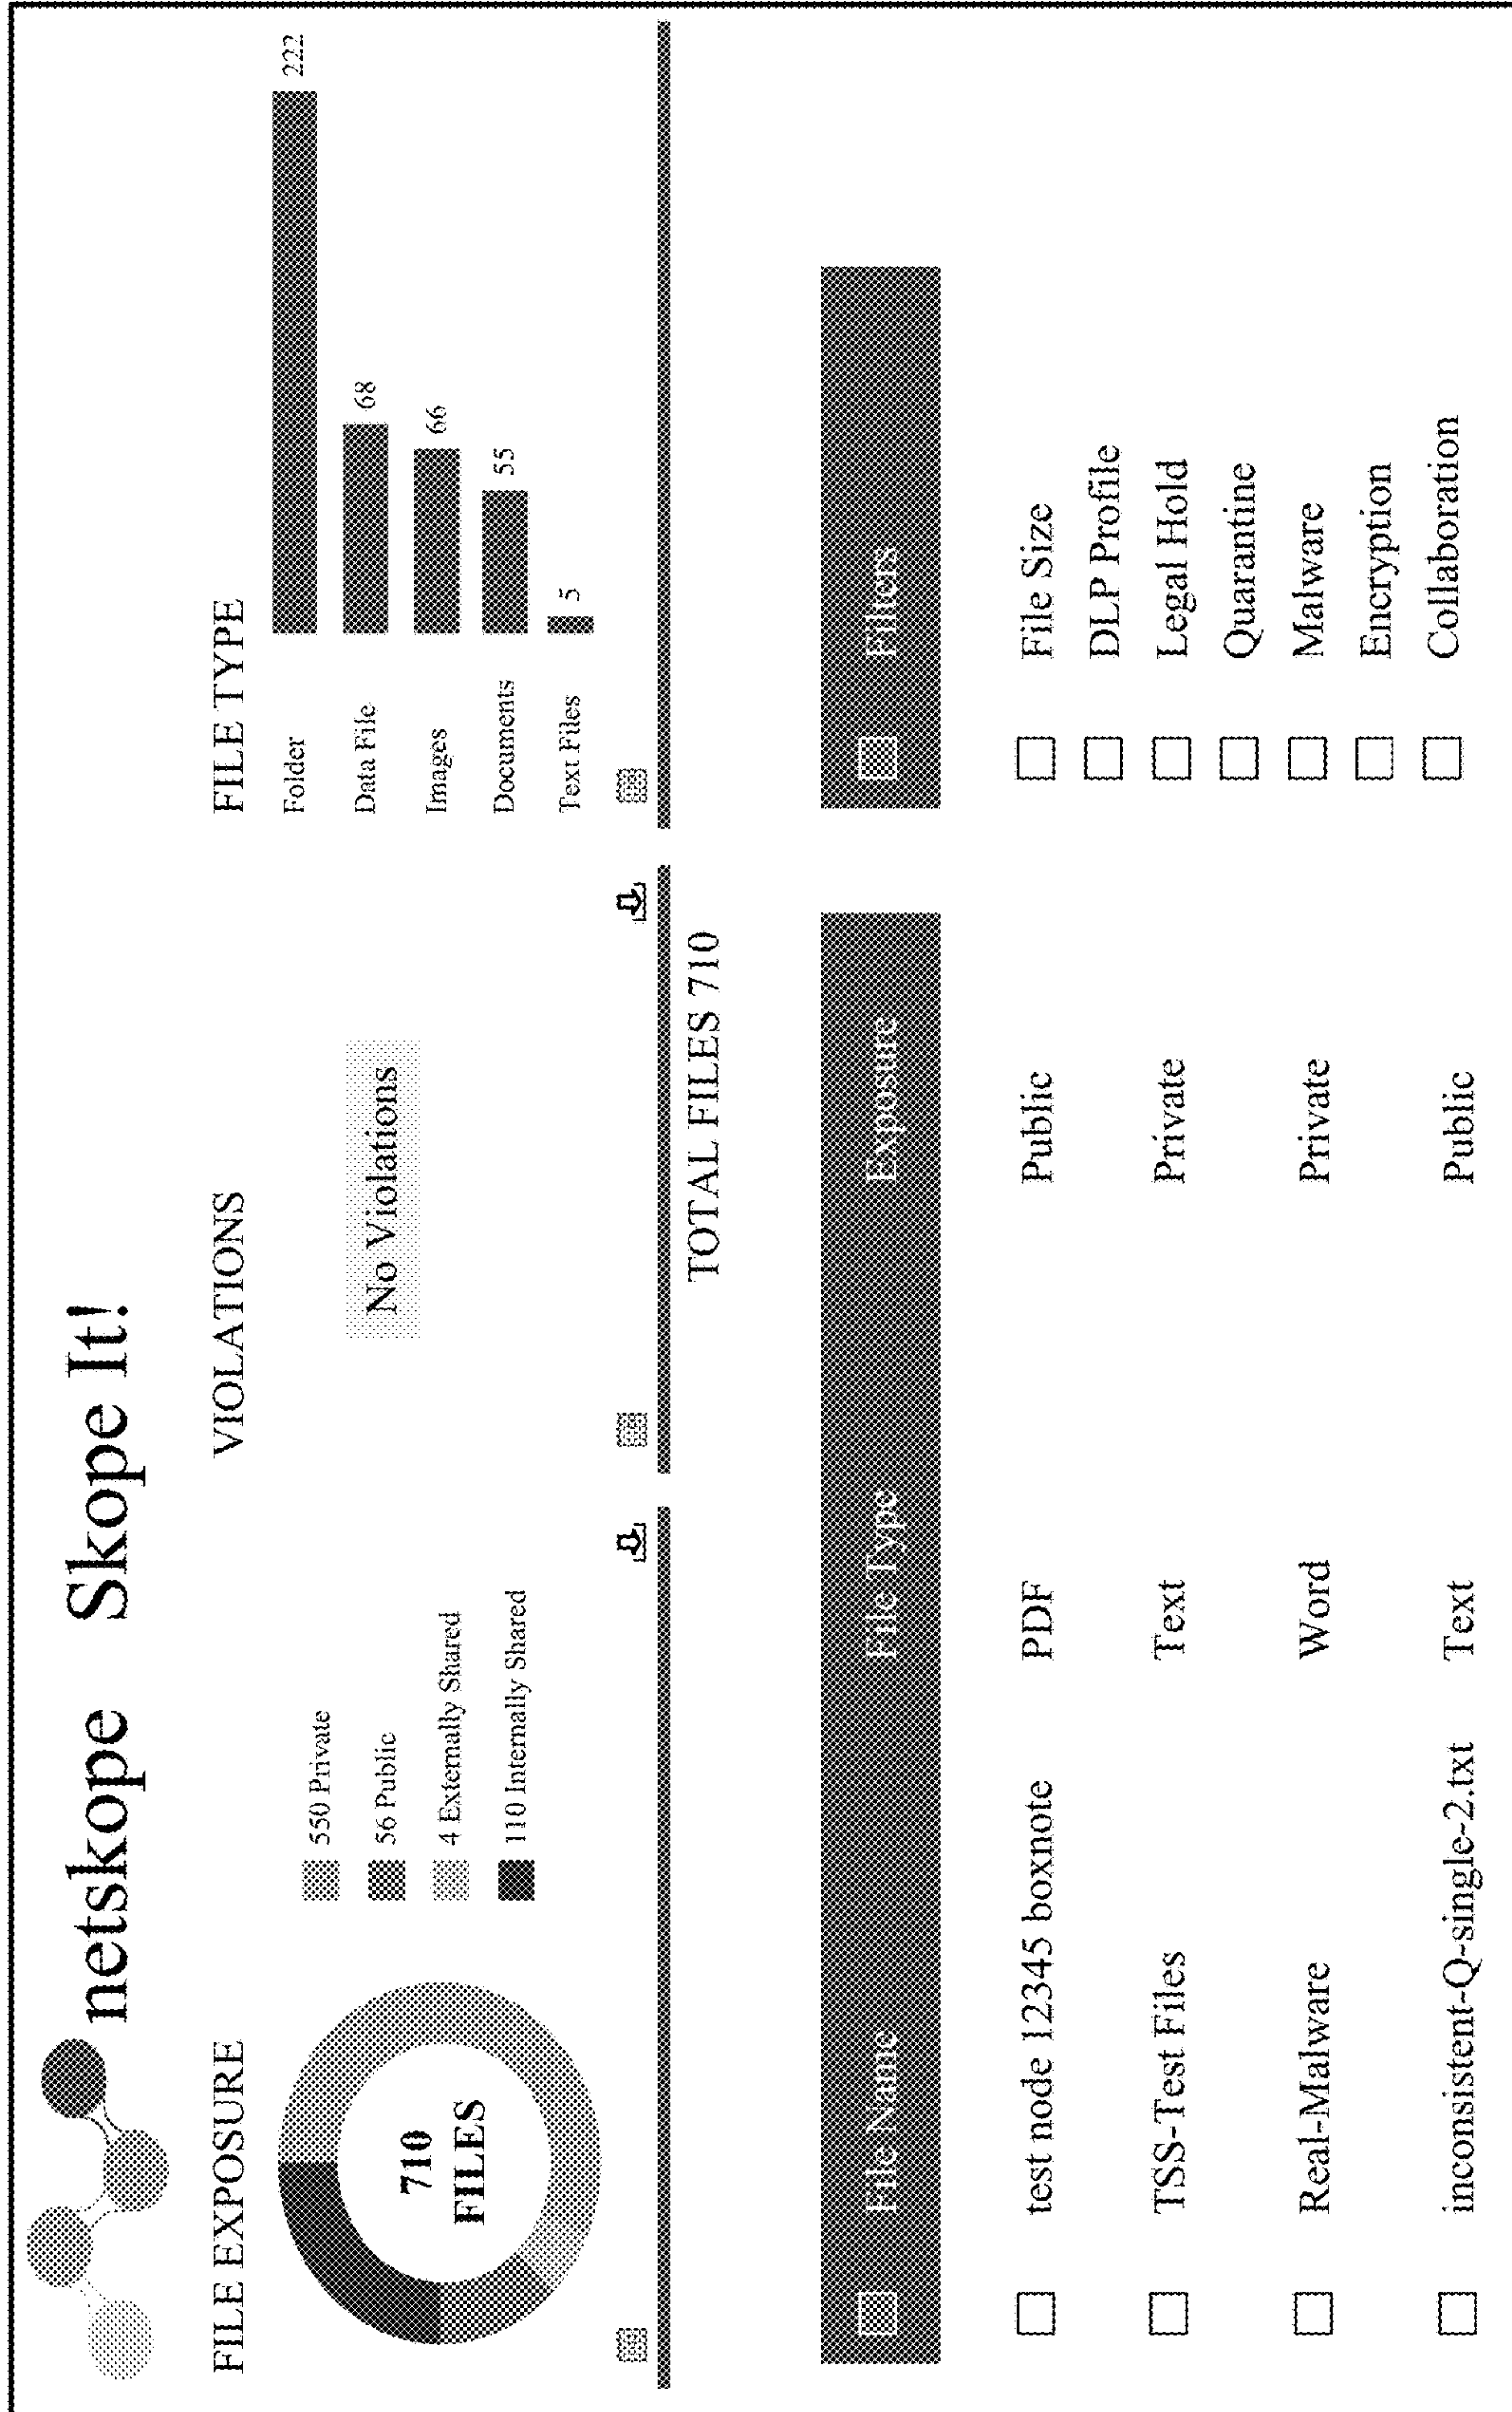 netskope Skope It!
FILE EXPOSURE
710
FILES
550 Private
56 Public
4 Externally Shared
110 Internally Shared
VIOLATIONS
No Violations
FILE TYPE
Folder 222
Data File 68
Images 66
Documents 55
Text Files 5
TOTAL FILES 710
File Name File Type Exposure
test node 12345 boxnote PDF Public
TSS-Test Files Text Private
Real-Malware Word Private
inconsistent-Q-single-2.txt Text Public
Filters
File Size
DLP Profile
Legal Hold
Quarantine
Malware
Encryption
Collaboration